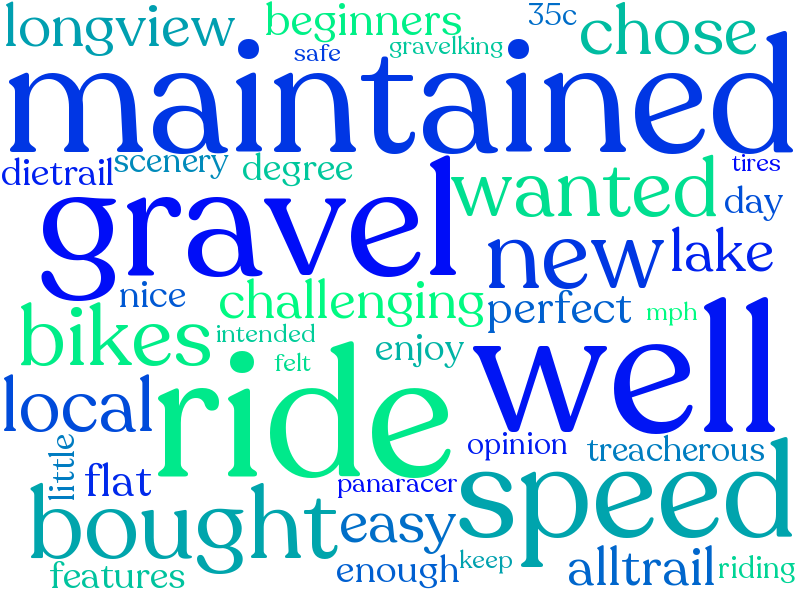 longview beginners 35c chose
safe gravelking
maintained
dietrail scenery degree tires
gravel wanted day
new lake
nice challenging perfect mph
bikes intended enjoy
felt well
local ride
little flat opinion treacherous
panaracer speed
bought easy
features enough keep alltrail riding